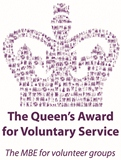 The Queen's Award
for Voluntary Service
The MBE for volunteer groups